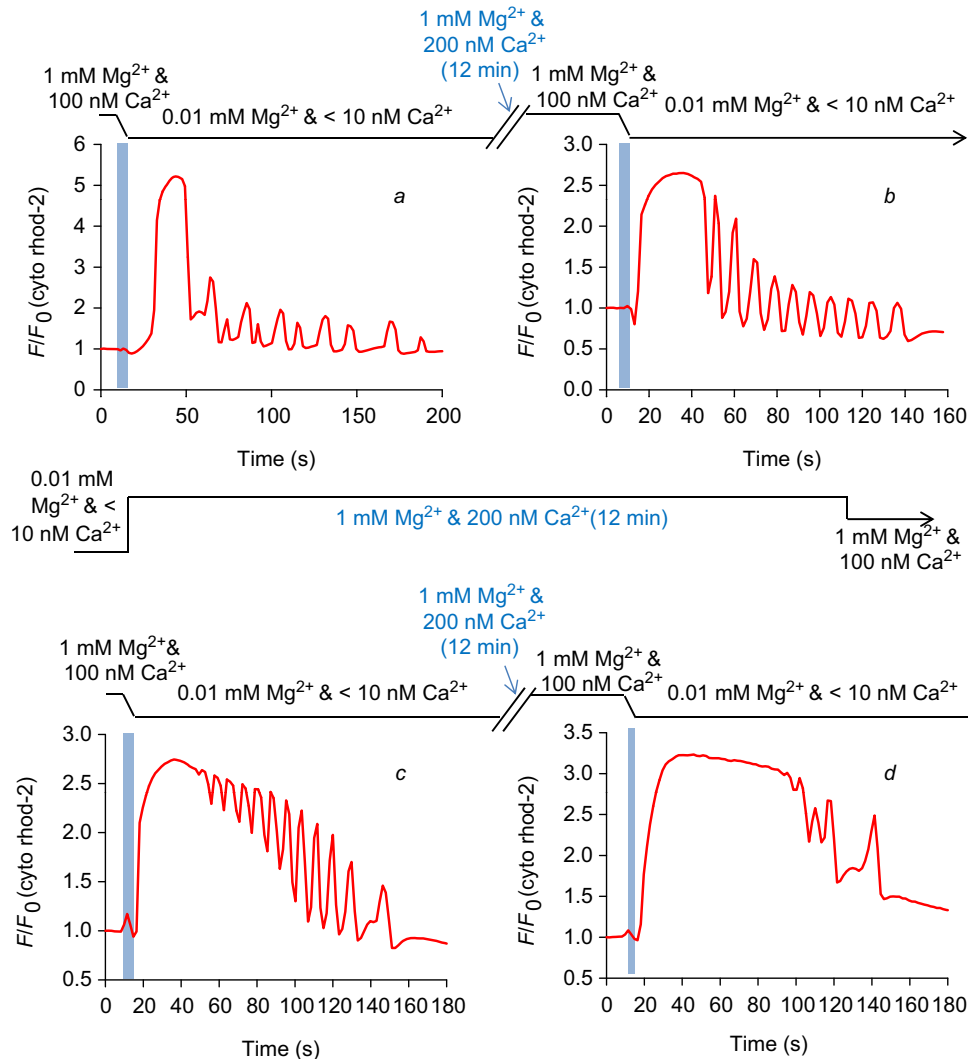 1 mM Mg²⁺ &
200 nM Ca²⁺
(12 min)
1 mM Mg²⁺ &
100 nM Ca²⁺
0.01 mM Mg²⁺ & < 10 nM Ca²⁺
1 mM Mg²⁺ &
100 nM Ca²⁺
0.01 mM Mg²⁺ & < 10 nM Ca²⁺
a
F/F₀ (cyto rhod-2)
6
5
4
3
2
1
0
0 50 100 150 200
Time (s)
b
F/F₀ (cyto rhod-2)
3.0
2.5
2.0
1.5
1.0
0.5
0.0
0 20 40 60 80 100 120 140 160
Time (s)
0.01 mM
Mg²⁺ & <
10 nM Ca²⁺
1 mM Mg²⁺ & 200 nM Ca²⁺ (12 min)
1 mM Mg²⁺ &
100 nM Ca²⁺
1 mM Mg²⁺ &
200 nM Ca²⁺
(12 min)
1 mM Mg²⁺ &
100 nM Ca²⁺
0.01 mM Mg²⁺ & < 10 nM Ca²⁺
1 mM Mg²⁺ &
100 nM Ca²⁺
0.01 mM Mg²⁺ & < 10 nM Ca²⁺
c
F/F₀ (cyto rhod-2)
3.0
2.5
2.0
1.5
1.0
0.5
0 20 40 60 80 100 120 140 160 180
Time (s)
d
F/F₀ (cyto rhod-2)
3.5
3.0
2.5
2.0
1.5
1.0
0.5
0 20 40 60 80 100 120 140 160 180
Time (s)